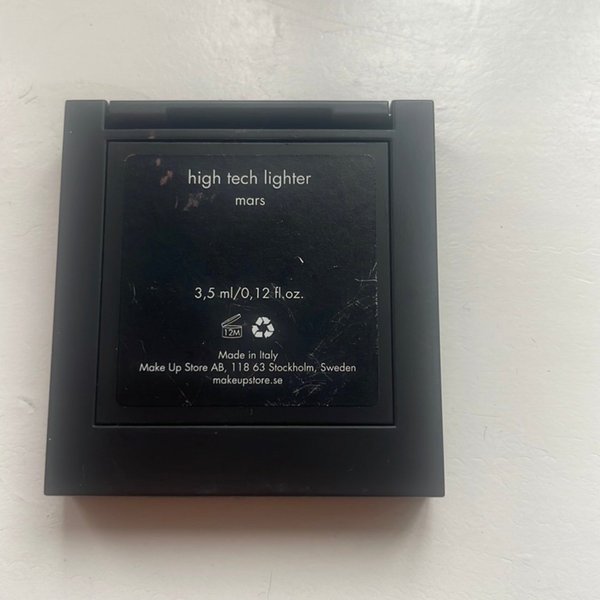 high tech lighter
mars
3,5 ml/0,12 fl.oz.
12M
Made in Italy
Make Up Store AB, 118 63 Stockholm, Sweden
makeupstore.se